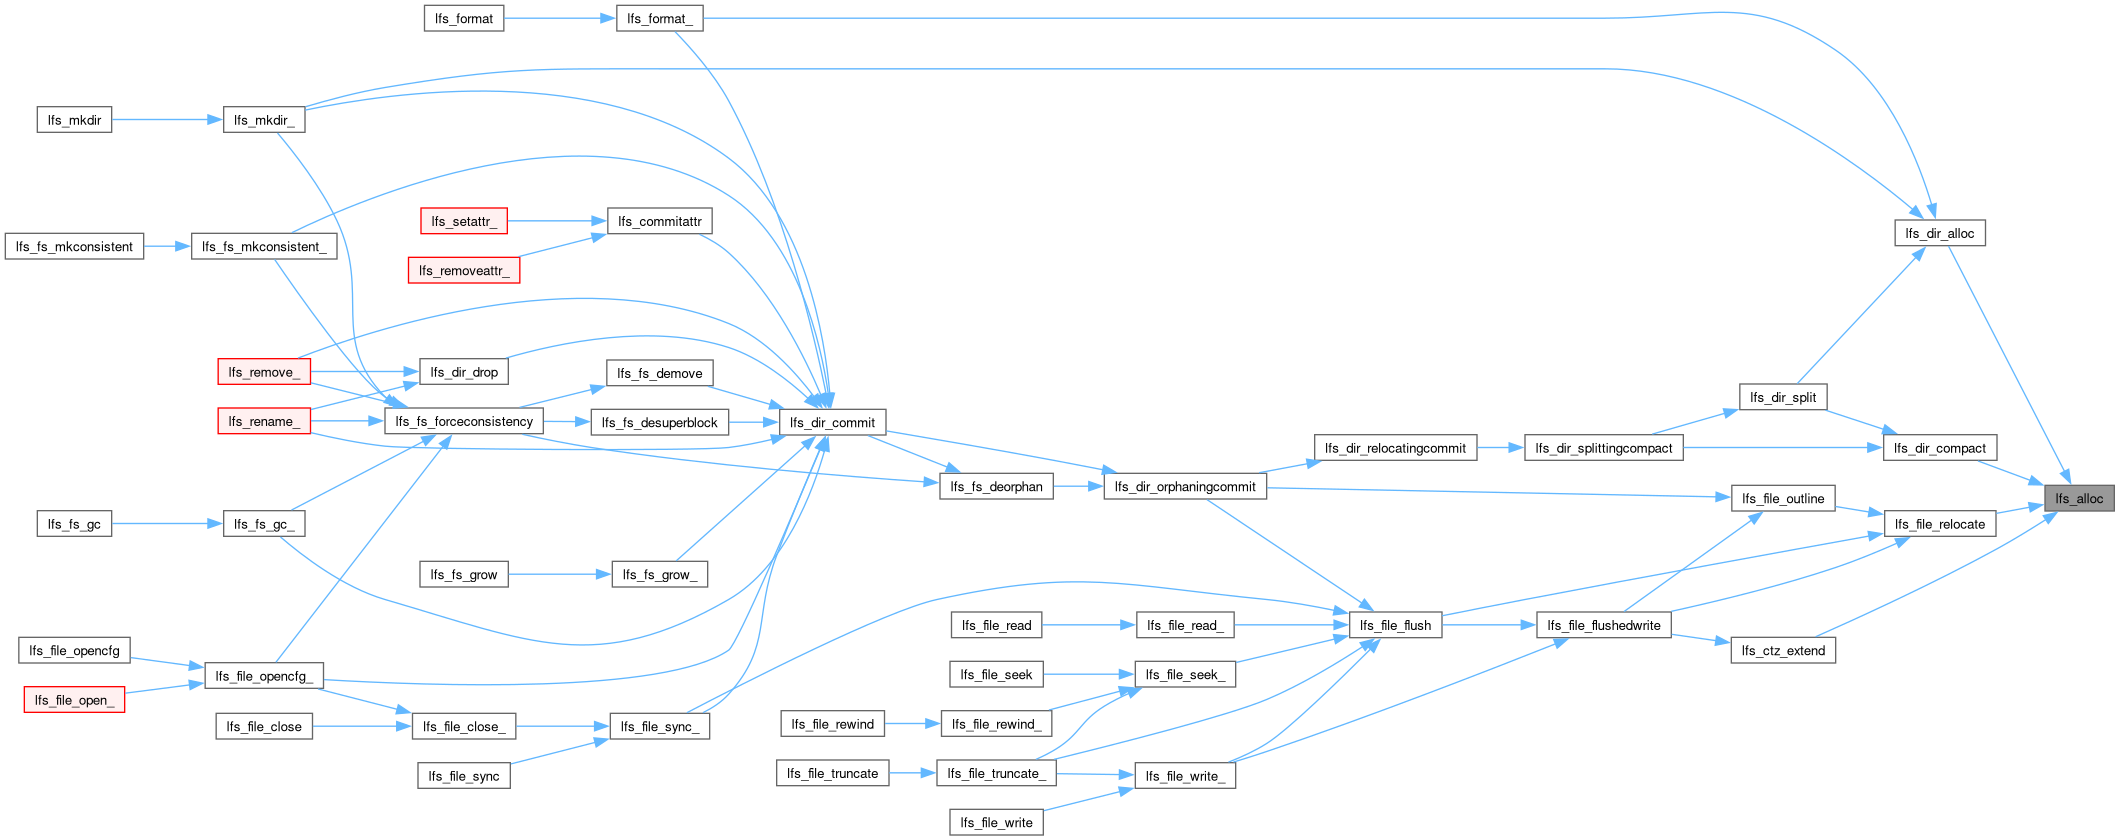 lfs_format
lfs_format_
lfs_mkdir
lfs_mkdir_
lfs_setattr_
lfs_commitattr
lfs_dir_alloc
lfs_fs_mkconsistent
lfs_fs_mkconsistent_
lfs_removeattr_
lfs_remove_
lfs_dir_drop
lfs_fs_demove
lfs_dir_split
lfs_rename_
lfs_fs_forceconsistency
lfs_fs_desuperblock
lfs_dir_commit
lfs_dir_relocatingcommit
lfs_dir_splittingcompact
lfs_dir_compact
lfs_fs_deorphan
lfs_dir_orphaningcommit
lfs_file_outline
lfs_alloc
lfs_fs_gc
lfs_fs_gc_
lfs_file_relocate
lfs_fs_grow
lfs_fs_grow_
lfs_file_read
lfs_file_read_
lfs_file_flush
lfs_file_flushedwrite
lfs_file_opencfg
lfs_ctz_extend
lfs_file_opencfg_
lfs_file_seek
lfs_file_seek_
lfs_file_open_
lfs_file_close
lfs_file_close_
lfs_file_sync_
lfs_file_rewind
lfs_file_rewind_
lfs_file_sync
lfs_file_truncate
lfs_file_truncate_
lfs_file_write_
lfs_file_write